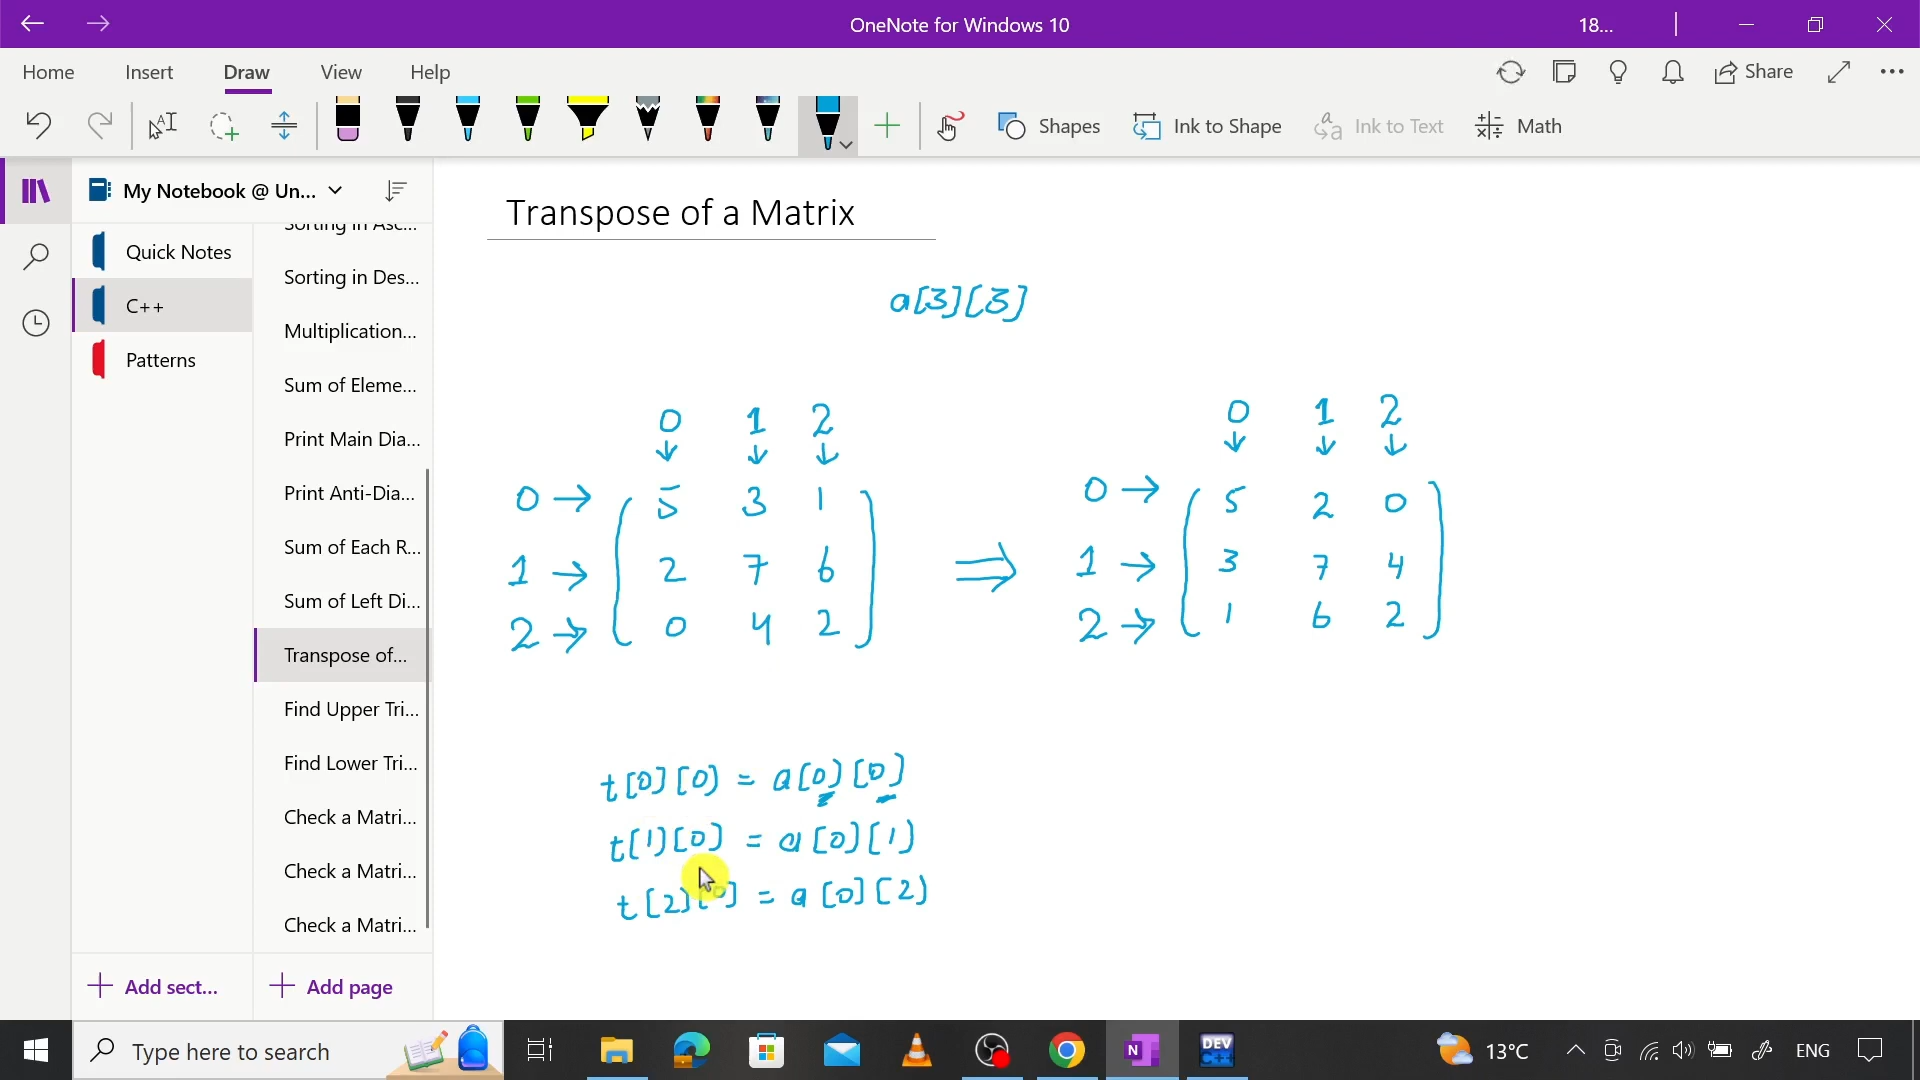 OneNote for Windows 10
18...
Home Insert Draw View Help
Share
Shapes Ink to Shape Ink to Text Math
My Notebook @ Un...
Quick Notes
C++
Patterns
Sorting in Asc...
Sorting in Des...
Multiplication...
Sum of Eleme...
Print Main Dia...
Print Anti-Dia...
Sum of Each R...
Sum of Left Di...
Transpose of...
Find Upper Tri...
Find Lower Tri...
Check a Matri...
Check a Matri...
Check a Matri...
Add sect...
Add page
Transpose of a Matrix
a[3][3]
0 1 2
↓ ↓ ↓
0 → 5 3 1
1 → 2 7 6
2 → 0 4 2
⇒
0 1 2
↓ ↓ ↓
0 → 5 2 0
1 → 3 7 4
2 → 1 6 2
t[0][0] = a[0][0]
t[1][0] = a[0][1]
t[2][0] = a[0][2]
Type here to search
N
DEV C++
13°C
ENG